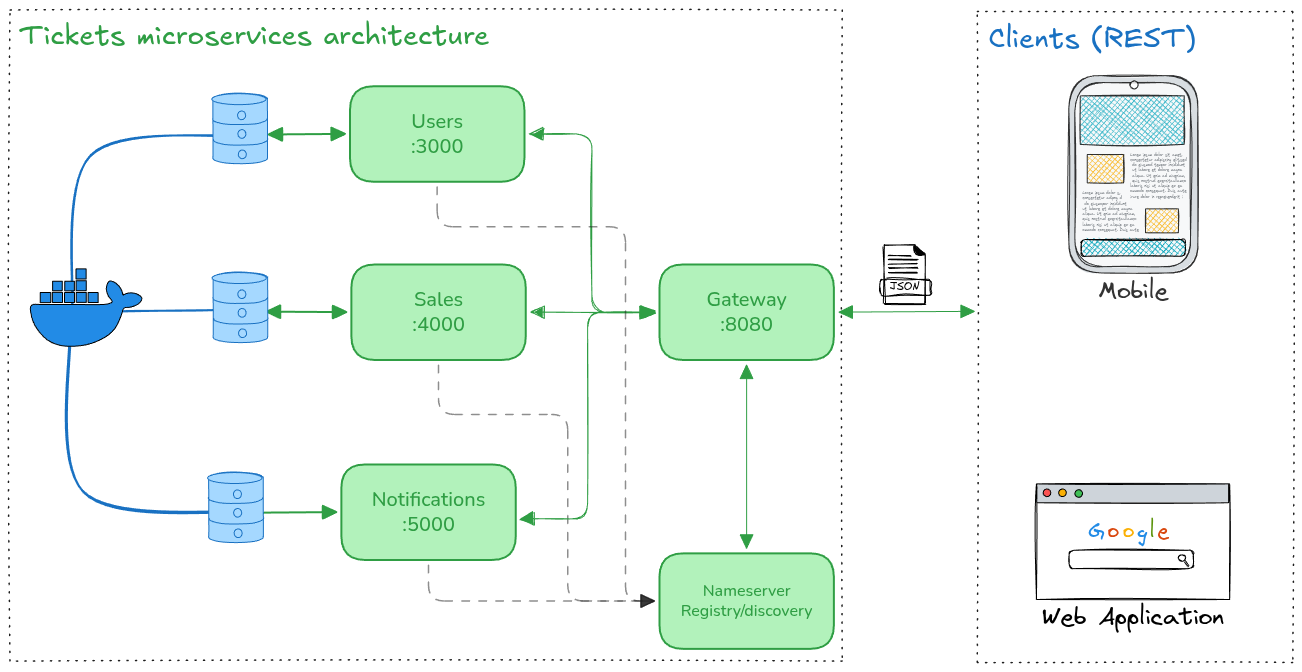 Tickets microservices architecture
Clients (REST)
Users
:3000
Sales
:4000
Gateway
:8080
JSON
Mobile
Notifications
:5000
Google
Nameserver
Registry/discovery
Web Application